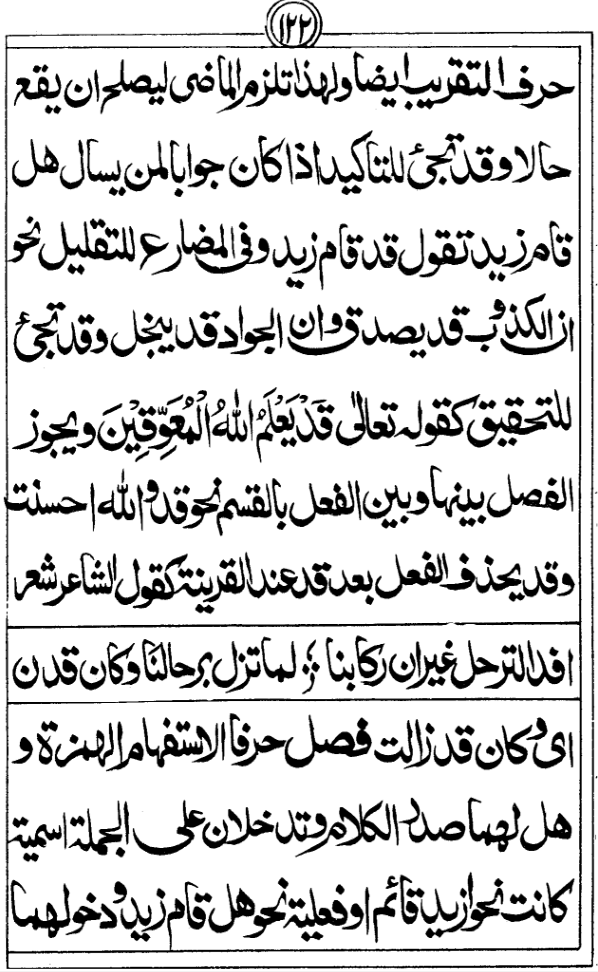 ۱۲۲
حرف التقريب ايضا ولهذا تلزم الماضى ليصلح ان يقع
حالا وقد تجئ للتاكيد اذا كان جوابا لمن يسال هل
قام زيد تقول قد قام زيد وفى المضارع للتقليل نحو
ان الكذوب قد يصدق وان الجواد قد يبخل وقد تجئ
للتحقيق كقوله تعالى قَدْ يَعْلَمُ اللهُ الْمُعَوِّقِيْنَ ويجوز
الفصل بينها وبين الفعل بالقسم نحو قد والله احسنت
وقد يحذف الفعل بعد قد عند القرينة كقول الشاعر شعر
افد الترحل غير ان ركابنا ؛ لما تزل برحالنا وكان قدن
اى وكان قد زالت فصل حرفا الاستفهام الهمزة و
هل لهما صدر الكلام وتدخلان على الجملة اسمية
كانت نحو ازيد قائم او فعلية نحو هل قام زيد ودخولهما